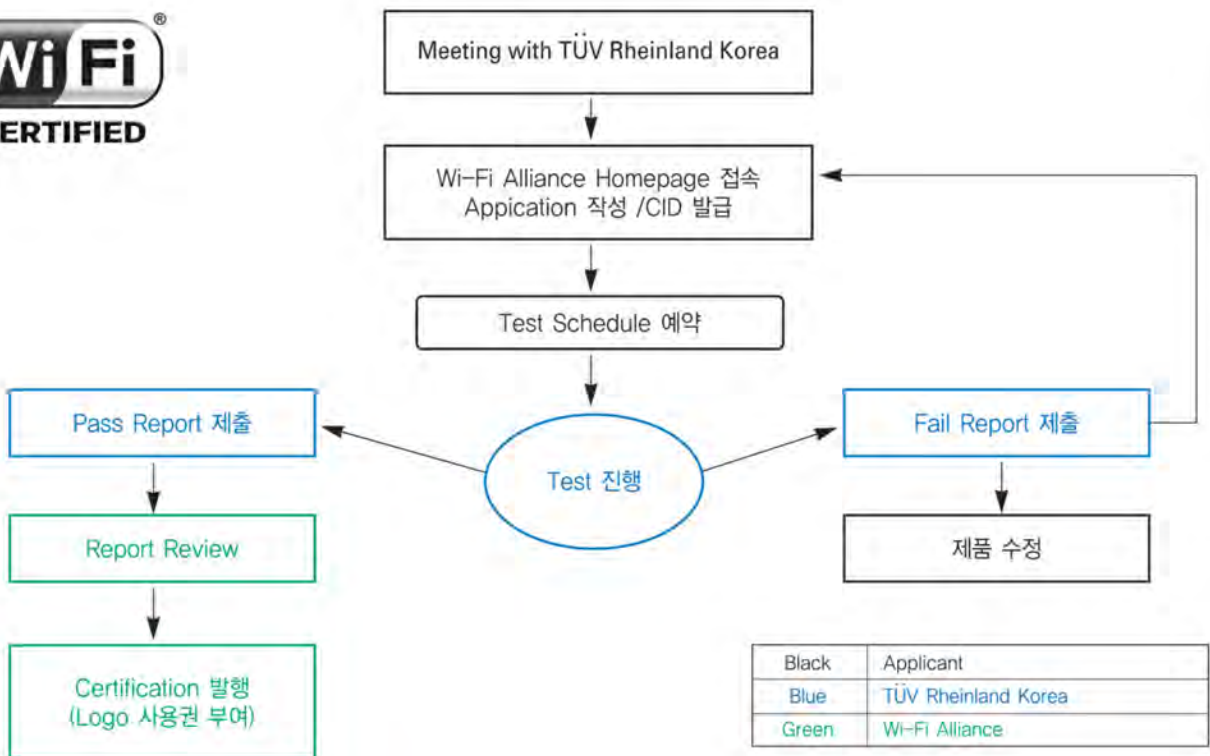 Wi Fi ®
CERTIFIED
Meeting with TÜV Rheinland Korea
Wi-Fi Alliance Homepage 접속
Appication 작성 /CID 발급
Test Schedule 예약
Pass Report 제출
Test 진행
Fail Report 제출
Report Review
제품 수정
Certification 발행
(Logo 사용권 부여)
Black Applicant
Blue TÜV Rheinland Korea
Green Wi-Fi Alliance